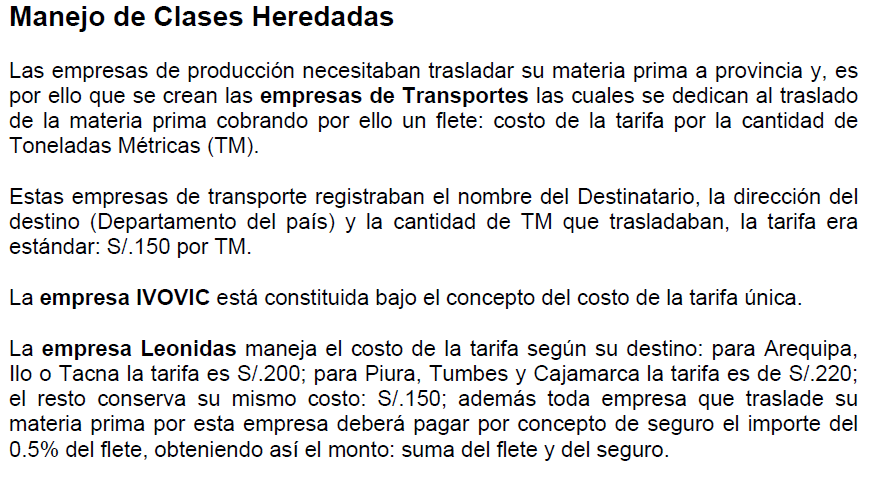 Manejo de Clases Heredadas
Las empresas de producción necesitaban trasladar su materia prima a provincia y, es
por ello que se crean las empresas de Transportes las cuales se dedican al traslado
de la materia prima cobrando por ello un flete: costo de la tarifa por la cantidad de
Toneladas Métricas (TM).
Estas empresas de transporte registraban el nombre del Destinatario, la dirección del
destino (Departamento del país) y la cantidad de TM que trasladaban, la tarifa era
estándar: S/.150 por TM.
La empresa IVOVIC está constituida bajo el concepto del costo de la tarifa única.
La empresa Leonidas maneja el costo de la tarifa según su destino: para Arequipa,
Ilo o Tacna la tarifa es S/.200; para Piura, Tumbes y Cajamarca la tarifa es de S/.220;
el resto conserva su mismo costo: S/.150; además toda empresa que traslade su
materia prima por esta empresa deberá pagar por concepto de seguro el importe del
0.5% del flete, obteniendo así el monto: suma del flete y del seguro.